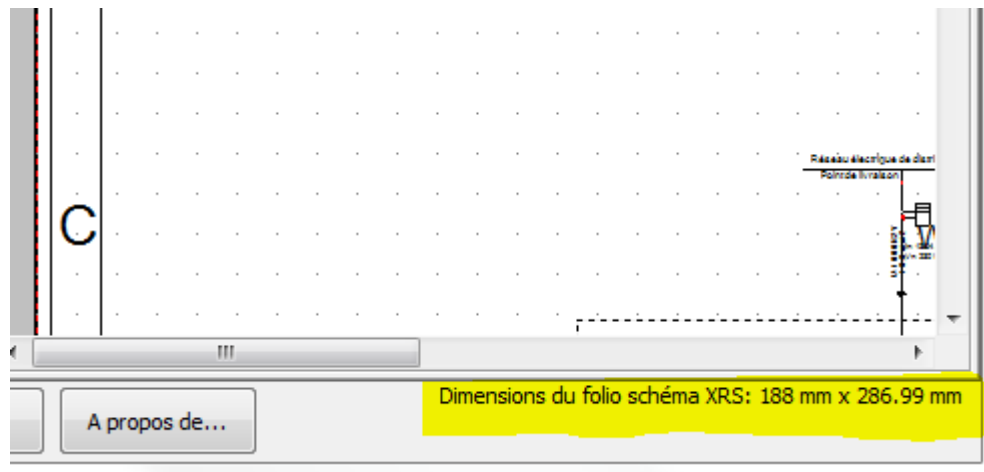 Réseau électrique de distri
Point de livraison
C
A propos de...
Dimensions du folio schéma XRS: 188 mm x 286.99 mm